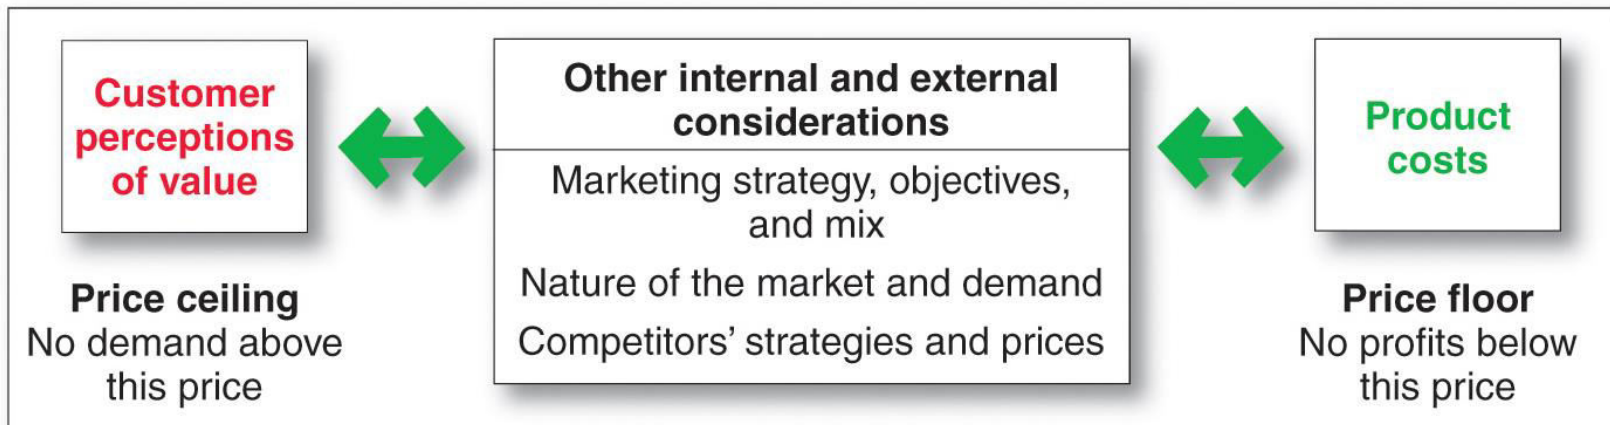 Customer
perceptions
of value
Price ceiling
No demand above
this price
Other internal and external
considerations
Marketing strategy, objectives,
and mix
Nature of the market and demand
Competitors’ strategies and prices
Product
costs
Price floor
No profits below
this price